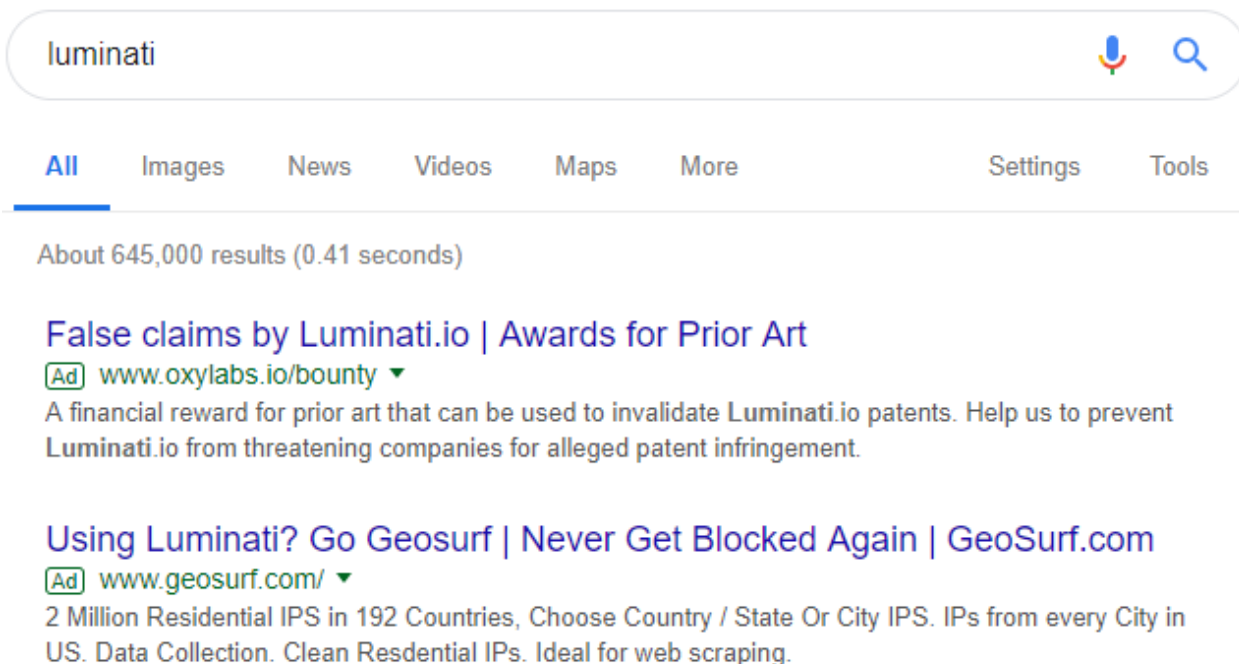 luminati
All Images News Videos Maps More Settings Tools
About 645,000 results (0.41 seconds)
False claims by Luminati.io | Awards for Prior Art
Ad www.oxylabs.io/bounty
A financial reward for prior art that can be used to invalidate Luminati.io patents. Help us to prevent
Luminati.io from threatening companies for alleged patent infringement.
Using Luminati? Go Geosurf | Never Get Blocked Again | GeoSurf.com
Ad www.geosurf.com/
2 Million Residential IPS in 192 Countries, Choose Country / State Or City IPS. IPs from every City in
US. Data Collection. Clean Resdential IPs. Ideal for web scraping.